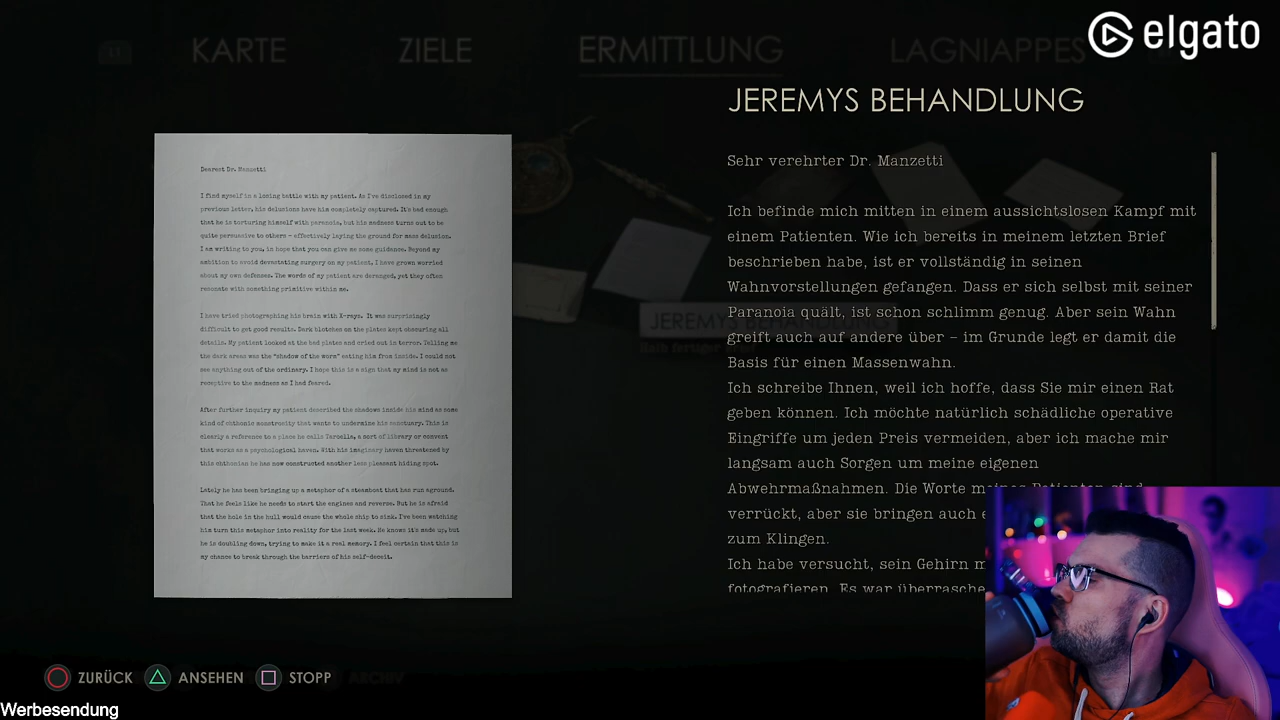 L1
KARTE
ZIELE
ERMITTLUNG
LAGNIAPPES
elgato
JEREMYS BEHANDLUNG
Dearest Dr. Manzetti
I find myself in a losing battle with my patient. As I've disclosed in my
previous letter, his delusions have him completely captured. It's bad enough
that he is torturing himself with paranoia, but his madness turns out to be
quite persuasive to others - effectively laying the ground for mass delusion.
I am writing to you, in hope that you can give me some guidance. Beyond my
ambition to avoid devastating surgery on my patient, I have grown worried
about my own defenses. The words of my patient are deranged, yet they often
resonate with something primitive within me.
I have tried photographing his brain with X-rays. It was surprisingly
difficult to get good results. Dark blotches on the plates kept obscuring all
details. My patient looked at the bad plates and cried out in terror. Telling me
the dark areas was the "shadow of the worm" eating him from inside. I could not
see anything out of the ordinary. I hope this is a sign that my mind is not as
receptive to the madness as I had feared.
After further inquiry my patient described the shadows inside his mind as some
kind of chthonic monstrosity that wants to undermine his sanctuary. This is
clearly a reference to a place he calls Taroella, a sort of library or convent
that works as a psychological haven. With his imaginary haven threatened by
this chthonian he has now constructed another less pleasant hiding spot.
Lately he has been bringing up a metaphor of a steamboat that has run aground.
That he feels like he needs to start the engines and reverse. But he is afraid
that the hole in the hull would cause the whole ship to sink. I've been watching
him turn this metaphor into reality for the last week. He knows it's made up, but
he is doubling down, trying to make it a real memory. I feel certain that this is
my chance to break through the barriers of his self-deceit.
Sehr verehrter Dr. Manzetti
Ich befinde mich mitten in einem aussichtslosen Kampf mit
einem Patienten. Wie ich bereits in meinem letzten Brief
beschrieben habe, ist er vollständig in seinen
Wahnvorstellungen gefangen. Dass er sich selbst mit seiner
Paranoia quält, ist schon schlimm genug. Aber sein Wahn
greift auch auf andere über – im Grunde legt er damit die
Basis für einen Massenwahn.
Ich schreibe Ihnen, weil ich hoffe, dass Sie mir einen Rat
geben können. Ich möchte natürlich schädliche operative
Eingriffe um jeden Preis vermeiden, aber ich mache mir
langsam auch Sorgen um meine eigenen
Abwehrmaßnahmen. Die Worte meines Patienten sind
verrückt, aber sie bringen auch
zum Klingen.
Ich habe versucht, sein Gehirn
fotografieren. Es war
JEREMYS BEHANDLUNG
ZURÜCK
ANSEHEN
STOPP
ARCHIV
Werbesendung